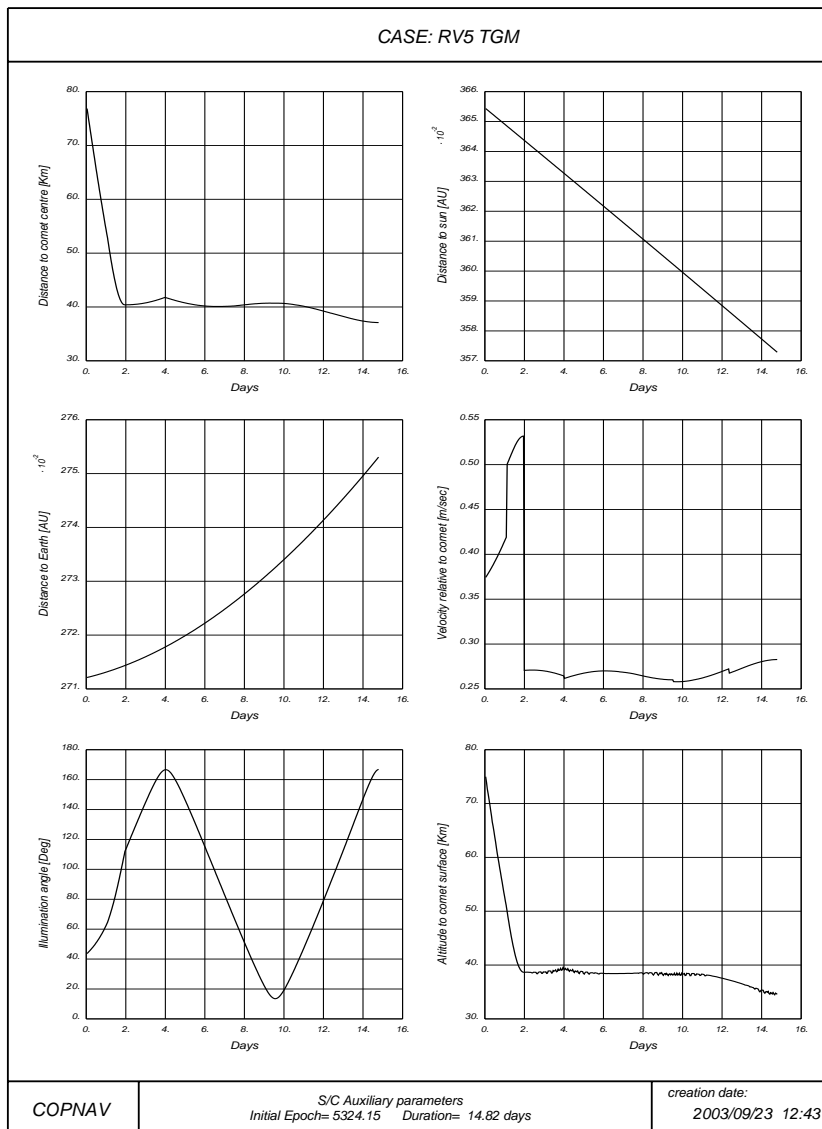 CASE: RV5 TGM
80.
70.
60.
50.
40.
30.
Distance to comet centre [Km]
0. 2. 4. 6. 8. 10. 12. 14. 16.
Days
366.
365.
364.
363.
362.
361.
360.
359.
358.
357.
·10⁻²
Distance to sun [AU]
0. 2. 4. 6. 8. 10. 12. 14. 16.
Days
276.
275.
274.
273.
272.
271.
·10⁻²
Distance to Earth [AU]
0. 2. 4. 6. 8. 10. 12. 14. 16.
Days
0.55
0.50
0.45
0.40
0.35
0.30
0.25
Velocity relative to comet [m/sec]
0. 2. 4. 6. 8. 10. 12. 14. 16.
Days
180.
160.
140.
120.
100.
80.
60.
40.
20.
0.
Illumination angle [Deg]
0. 2. 4. 6. 8. 10. 12. 14. 16.
Days
80.
70.
60.
50.
40.
30.
Altitude to comet surface [Km]
0. 2. 4. 6. 8. 10. 12. 14. 16.
Days
COPNAV
S/C Auxiliary parameters
Initial Epoch= 5324.15 Duration= 14.82 days
creation date:
2003/09/23 12:43